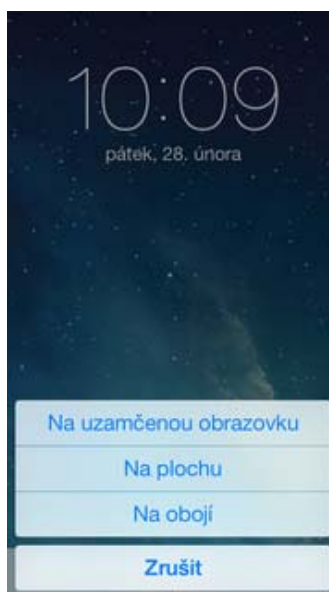 10:09
pátek, 28. února
Na uzamčenou obrazovku
Na plochu
Na obojí
Zrušit